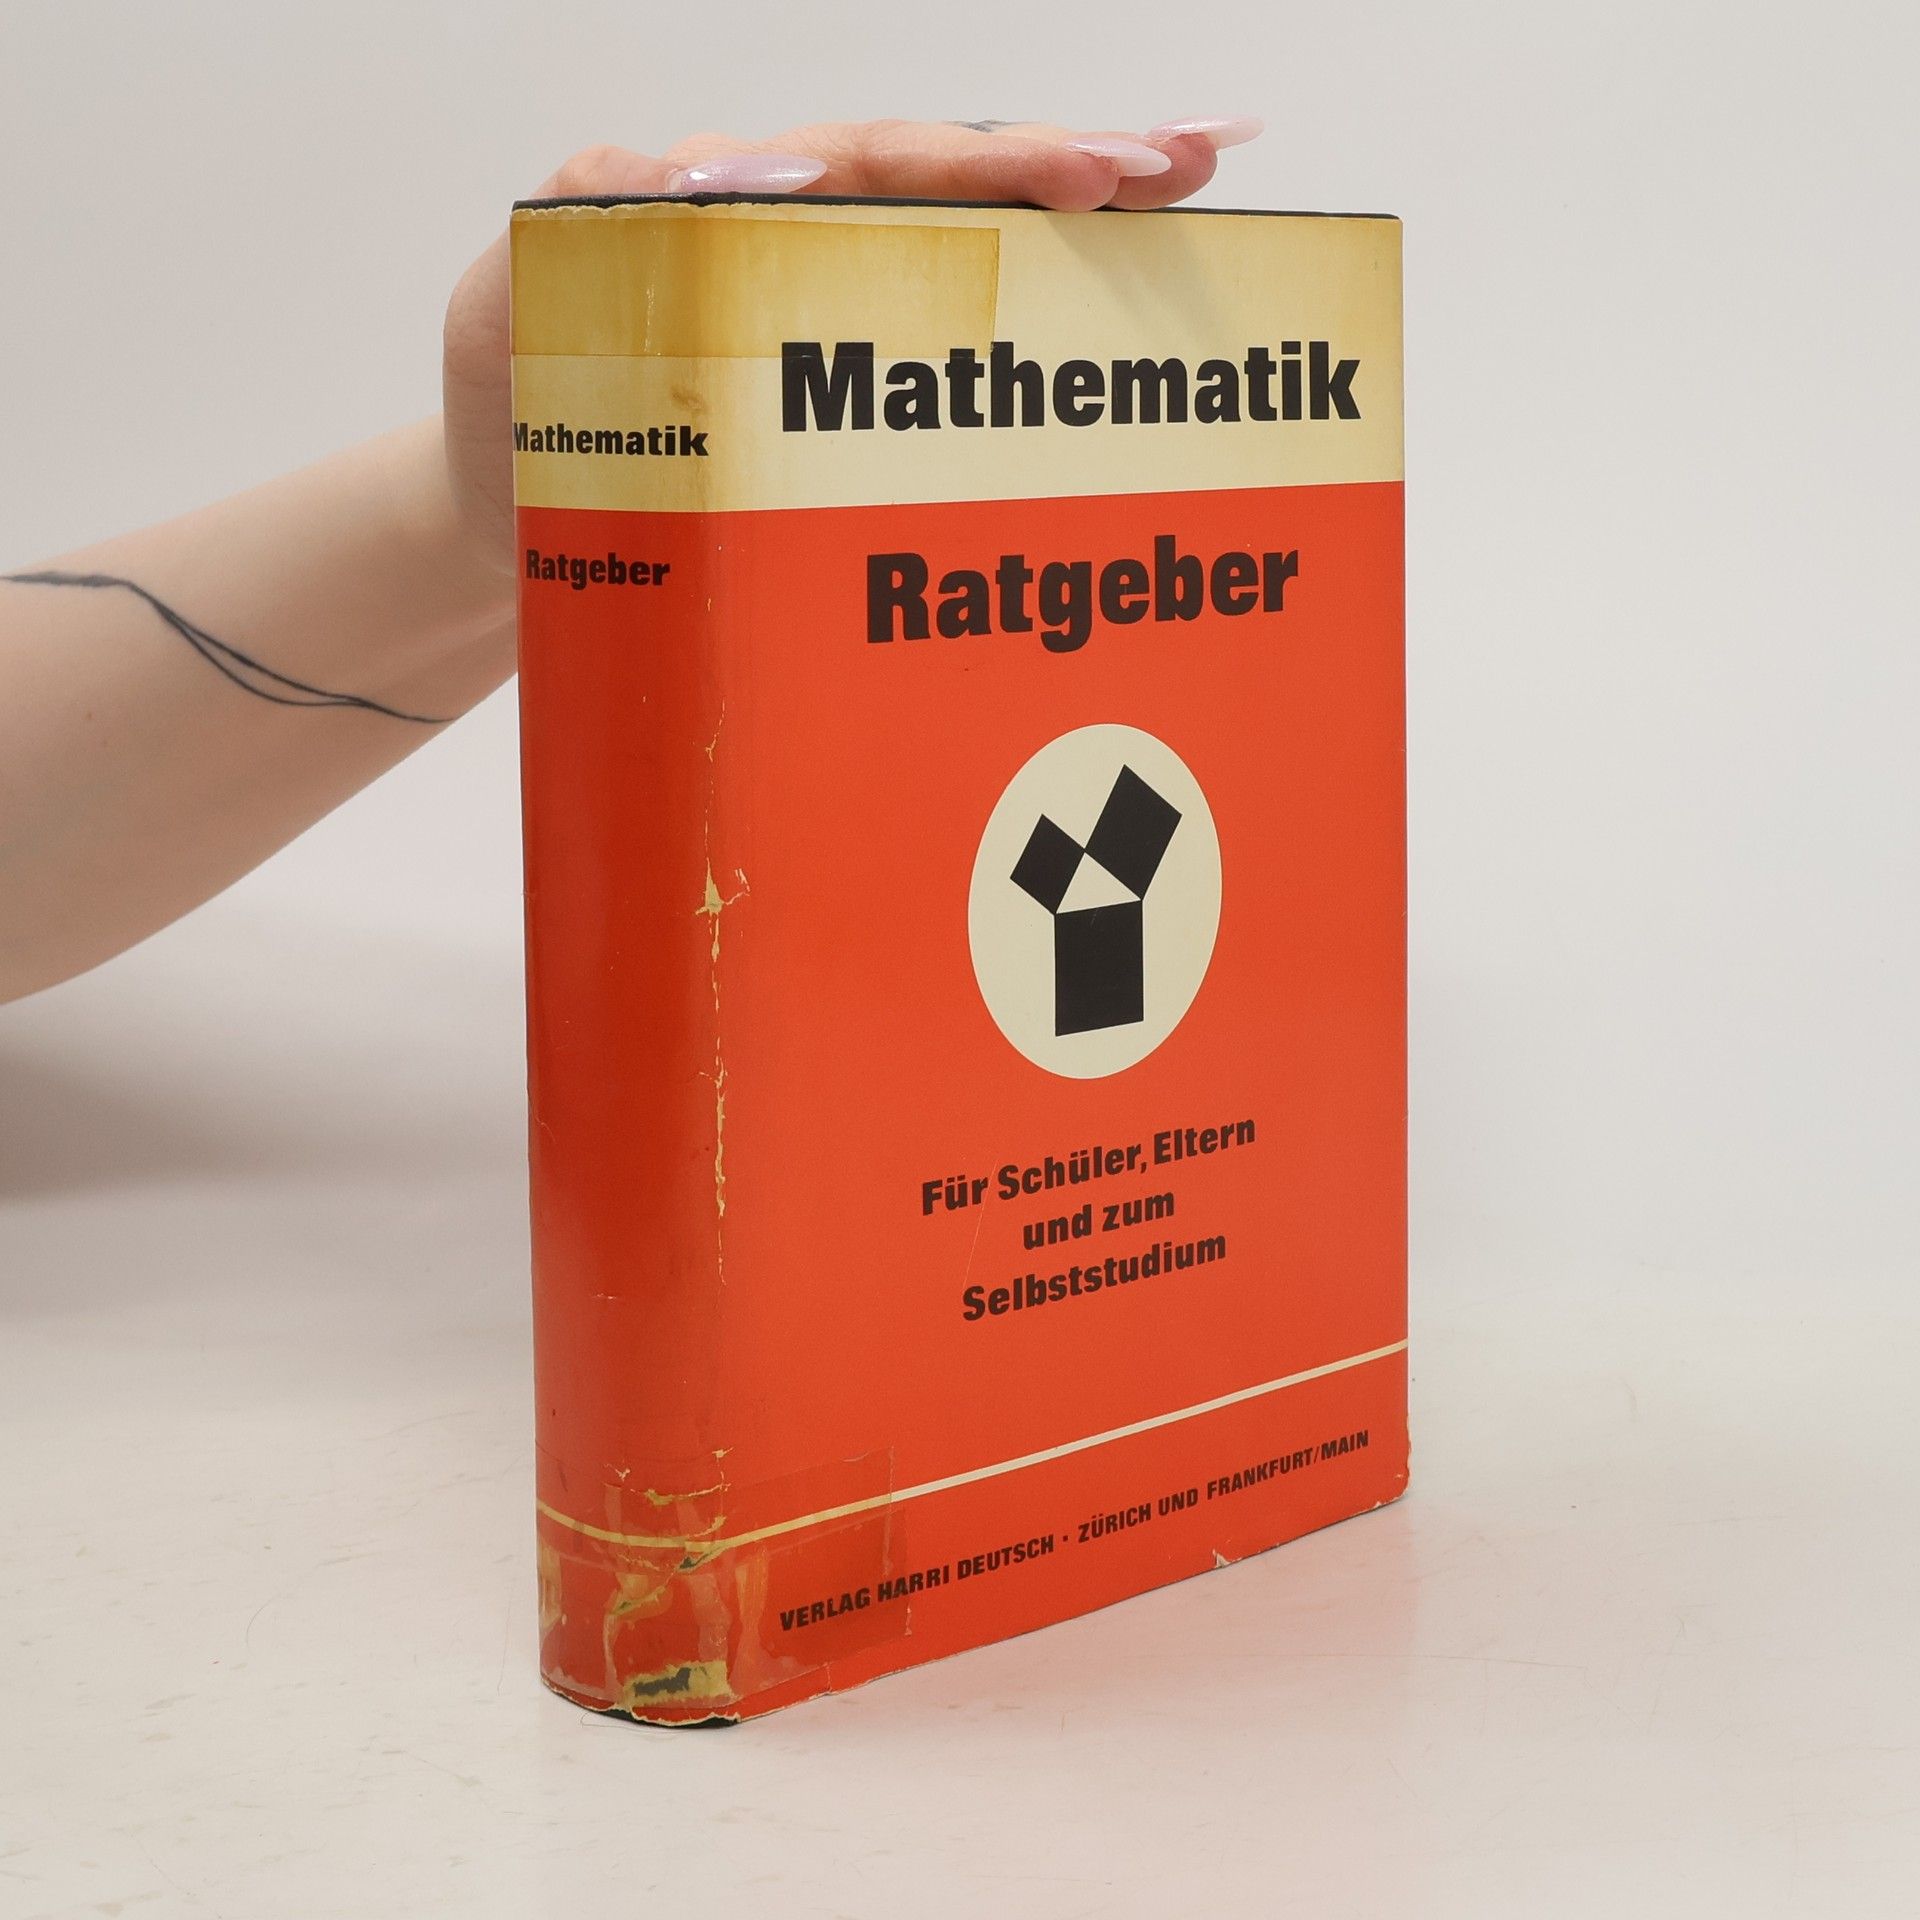 Mathematik
Ratgeber
Mathematik
Ratgeber
Für Schüler, Eltern
und zum
Selbststudium
VERLAG HARRI DEUTSCH · ZÜRICH UND FRANKFURT/MAIN